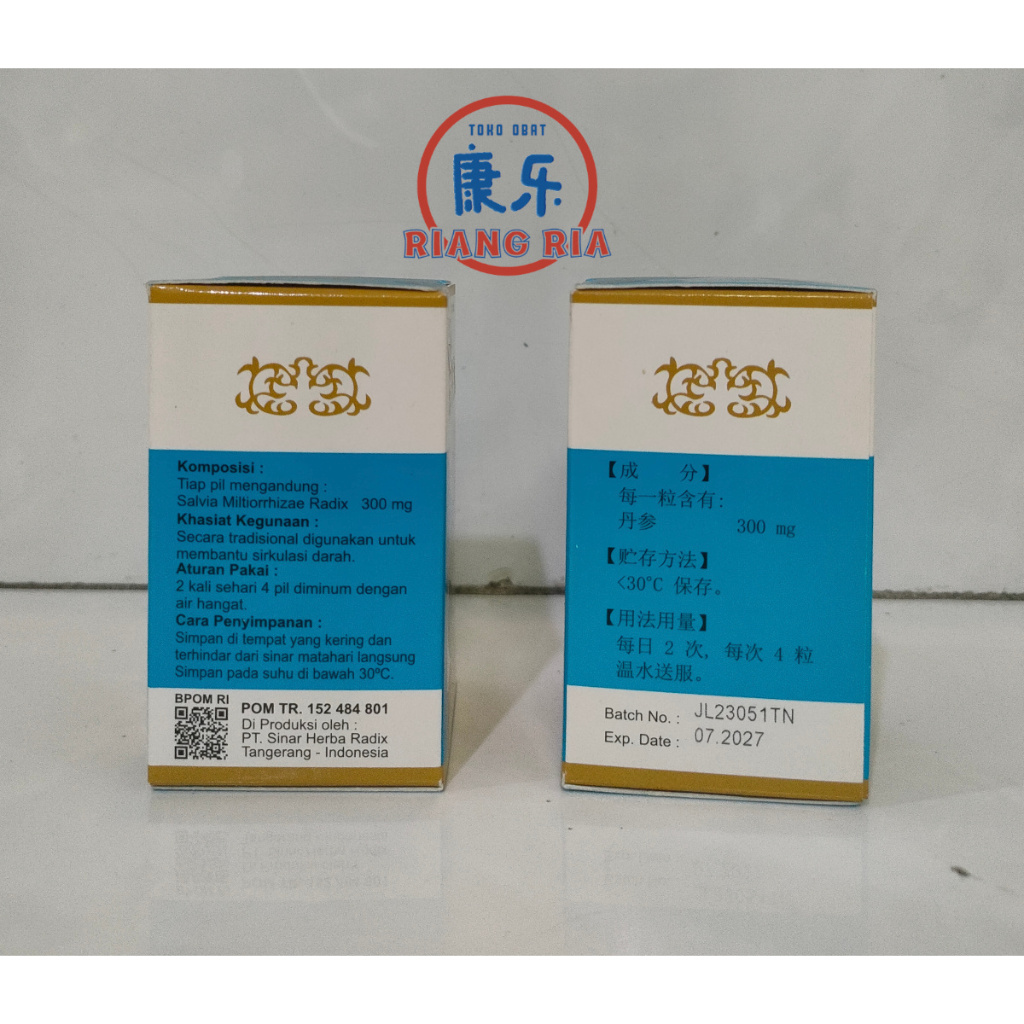 TOKO OBAT
康乐
RIANG RIA
Komposisi :
Tiap pil mengandung :
Salvia Miltiorrhizae Radix 300 mg
Khasiat Kegunaan :
Secara tradisional digunakan untuk
membantu sirkulasi darah.
Aturan Pakai :
2 kali sehari 4 pil diminum dengan
air hangat.
Cara Penyimpanan :
Simpan di tempat yang kering dan
terhindar dari sinar matahari langsung
Simpan pada suhu di bawah 30ºC.
BPOM RI
POM TR. 152 484 801
Di Produksi oleh :
PT. Sinar Herba Radix
Tangerang - Indonesia
【成 分】
每一粒含有:
丹参 300 mg
【贮存方法】
<30°C 保存。
【用法用量】
每日 2 次, 每次 4 粒
温水送服。
Batch No. : JL23051TN
Exp. Date : 07.2027